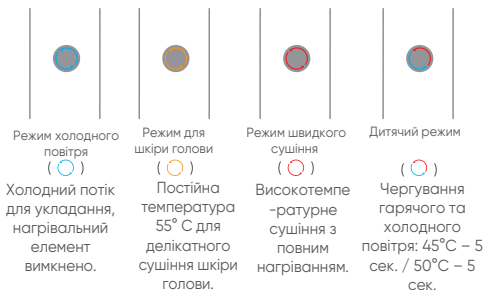 Режим холодного
повітря
( )
Холодний потік
для укладання,
нагрівальний
елемент
вимкнено.
Режим для
шкіри голови
( )
Постійна
температура
55° C для
делікатного
сушіння шкіри
голови.
Режим швидкого
сушіння
( )
Високотемпе
-ратурне
сушіння з
повним
нагріванням.
Дитячий режим
( )
Чергування
гарячого та
холодного
повітря: 45°C – 5
сек. / 50°C – 5
сек.